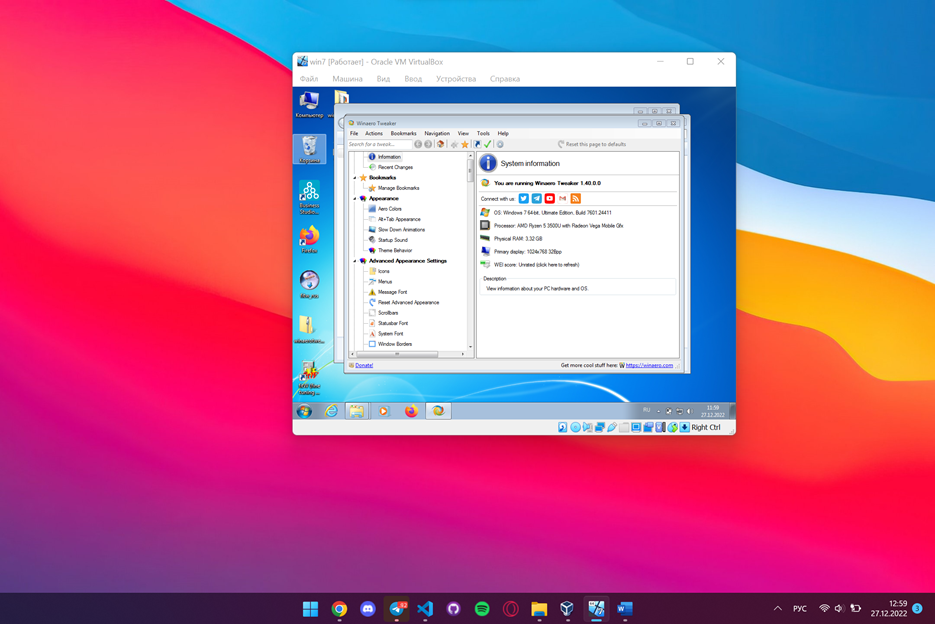 win7 [Работает] - Oracle VM VirtualBox
Файл Машина Вид Ввод Устройства Справка
Компьютер
Корзина
Business
Studio...
Firefox
Winaero Tweaker
File Actions Bookmarks Navigation View Tools Help
Search for a tweak...
Reset this page to defaults
Information
Recent Changes
Bookmarks
Manage Bookmarks
Appearance
Aero Colors
Alt+Tab Appearance
Slow Down Animations
Startup Sound
Theme Behavior
Advanced Appearance Settings
Icons
Menus
Message Font
Reset Advanced Appearance
Scrollbars
Statusbar Font
System Font
Window Borders
System information
You are running Winaero Tweaker 1.40.0.0
Connect with us:
OS: Windows 7 64-bit, Ultimate Edition, Build 7601.24411
Processor: AMD Ryzen 5 3500U with Radeon Vega Mobile Gfx
Physical RAM: 3.32 GB
Primary display: 1024x768 32Bpp
WEI score: Unrated (click here to refresh)
Description
View information about your PC hardware and OS.
Donate!
Get more cool stuff here: W https://winaero.com
RU
11:59
27.12.2022
Right Ctrl
РУС
12:59
27.12.2022
3